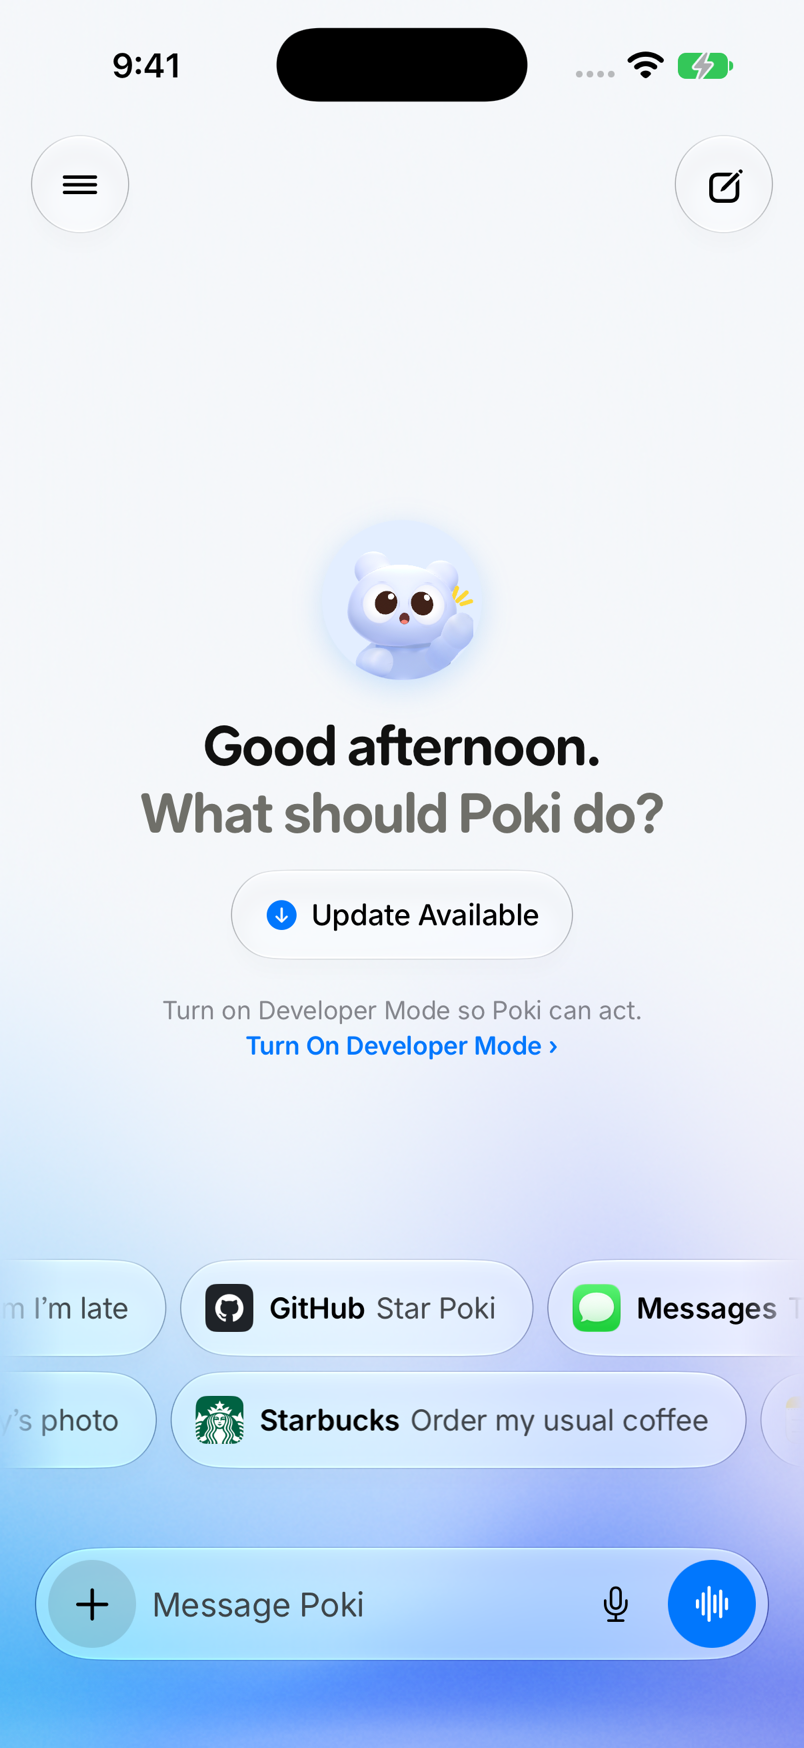 9:41
Good afternoon.
What should Poki do?
Update Available
Turn on Developer Mode so Poki can act.
Turn On Developer Mode ›
m I’m late
GitHub Star Poki
Messages T
y’s photo
Starbucks Order my usual coffee
Message Poki